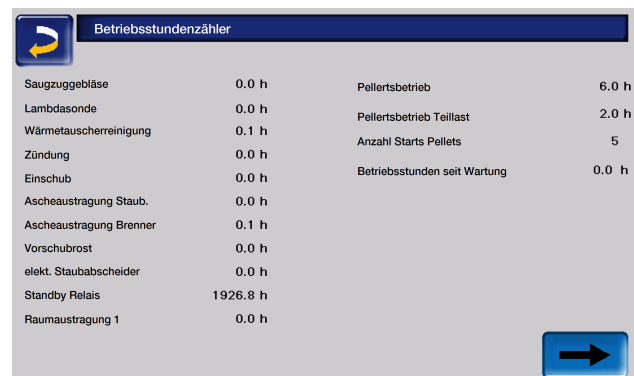 Betriebsstundenzähler
Saugzuggebläse 0.0 h
Lambdasonde 0.0 h
Wärmetauscherreinigung 0.1 h
Zündung 0.0 h
Einschub 0.0 h
Ascheaustragung Staub. 0.0 h
Ascheaustragung Brenner 0.1 h
Vorschubrost 0.0 h
elekt. Staubabscheider 0.0 h
Standby Relais 1926.8 h
Raumaustragung 1 0.0 h
Pellertsbetrieb 6.0 h
Pellertsbetrieb Teillast 2.0 h
Anzahl Starts Pellets 5
Betriebsstunden seit Wartung 0.0 h